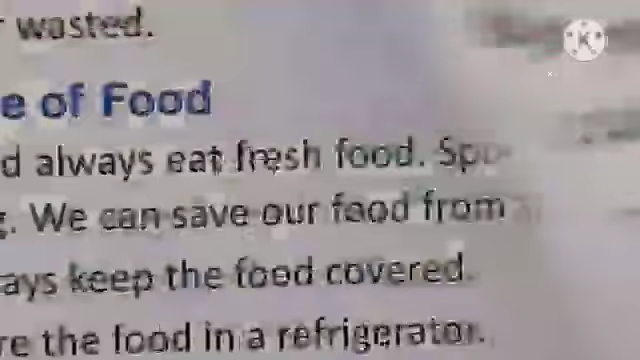 wasted.
e of Food
d always eat fresh food.
. We can save our food from
ays keep the food covered.
re the food in a refrigerator.